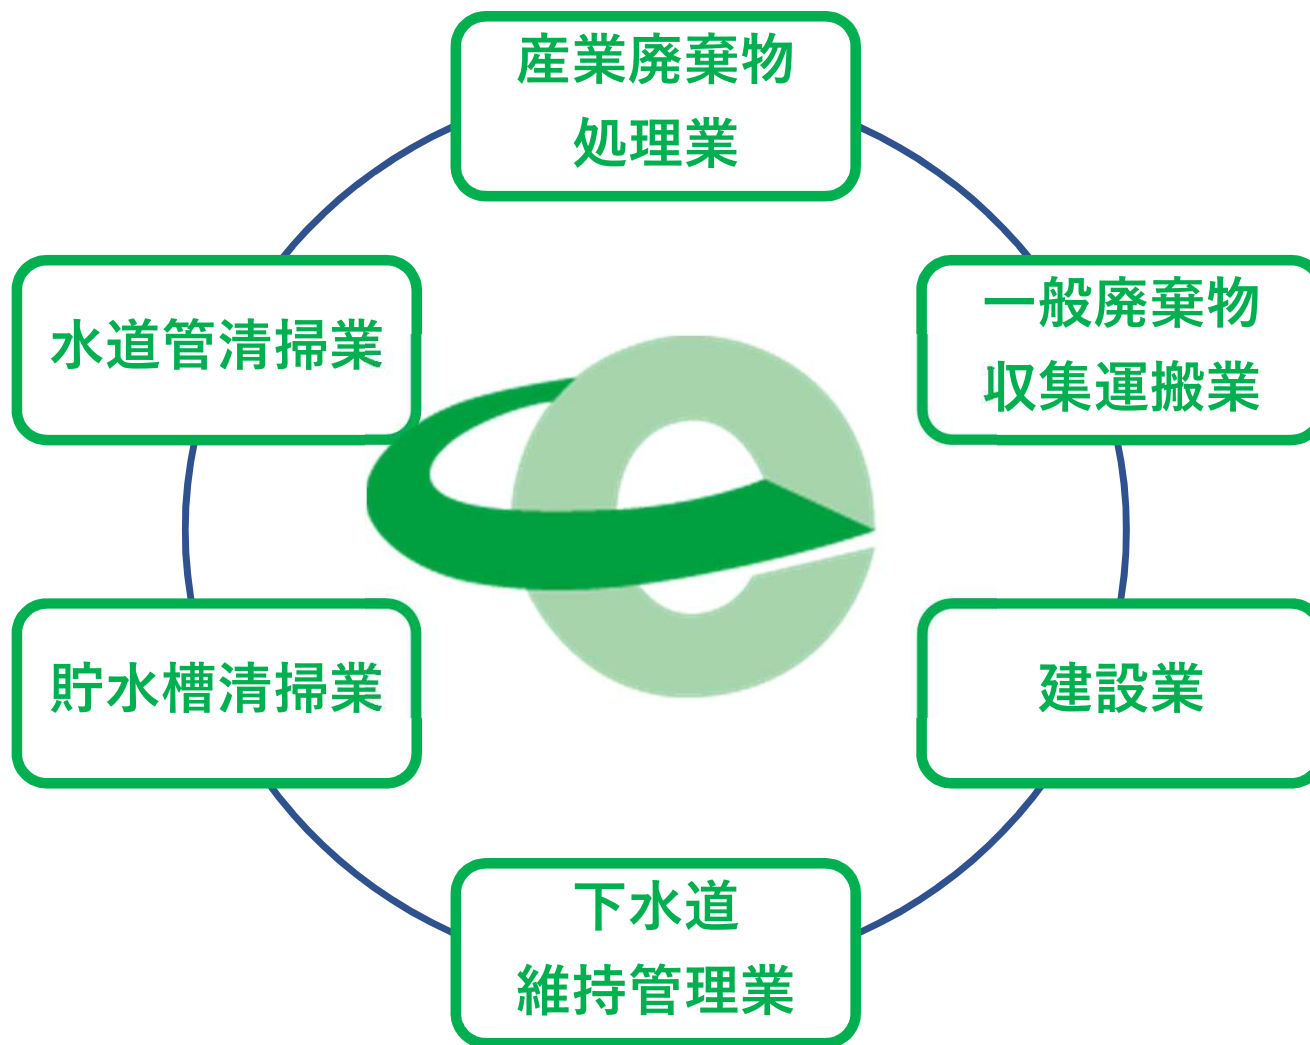 産業廃棄物
処理業
一般廃棄物
収集運搬業
建設業
下水道
維持管理業
貯水槽清掃業
水道管清掃業